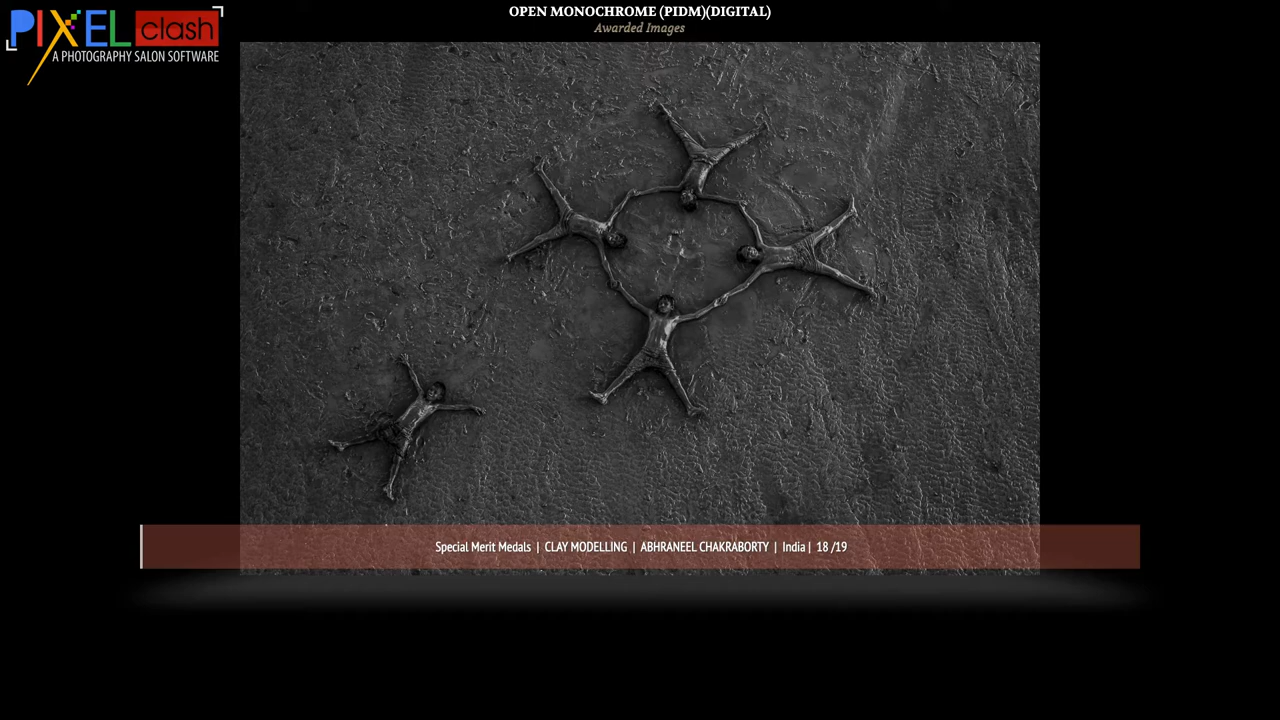 OPEN MONOCHROME (PIDM)(DIGITAL)
Awarded Images
PIXEL clash
A PHOTOGRAPHY SALON SOFTWARE
Special Merit Medals | CLAY MODELLING | ABHRANEEL CHAKRABORTY | India | 18 /19